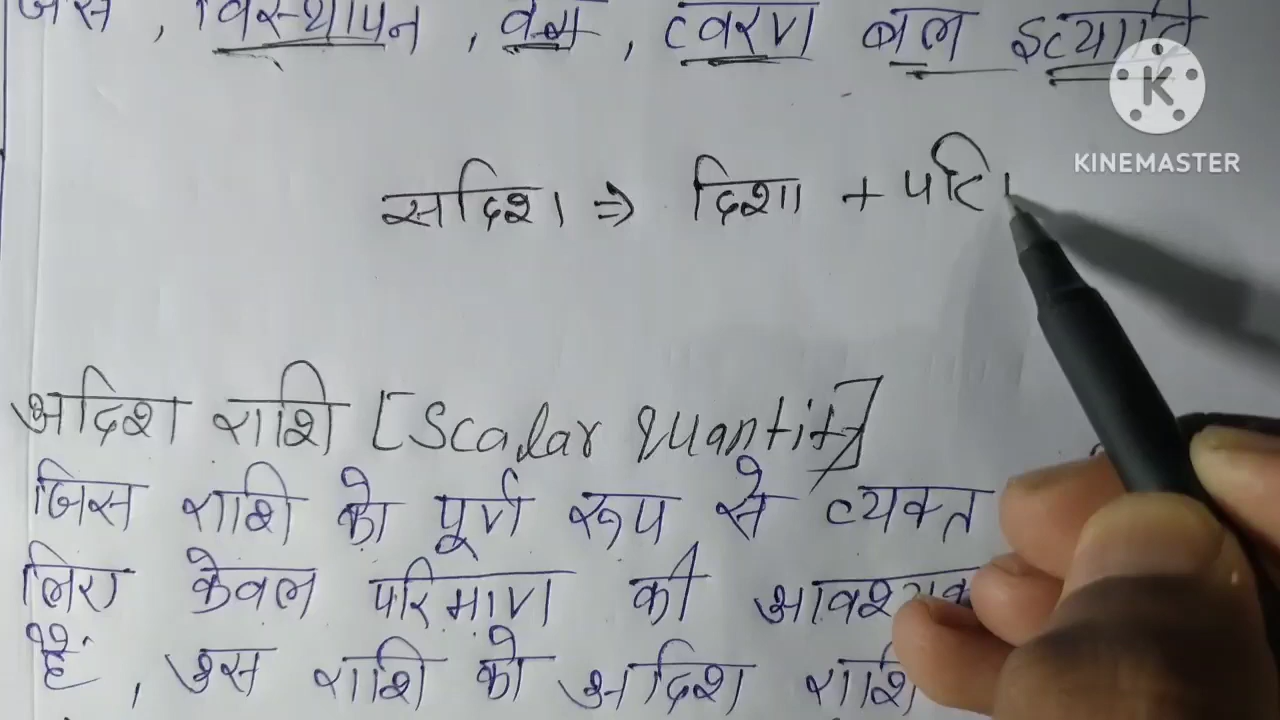 जैसे, विस्थापन, वेग, त्वरण बल इत्यादि
K
KINEMASTER
सदिश ⇒ दिशा + परि
अदिश राशि [Scalar quantity]
जिस राशि को पूर्ण रूप से व्यक्त
लिए केवल परिमाण की आवश्यक
है, उस राशि को अदिश राशि